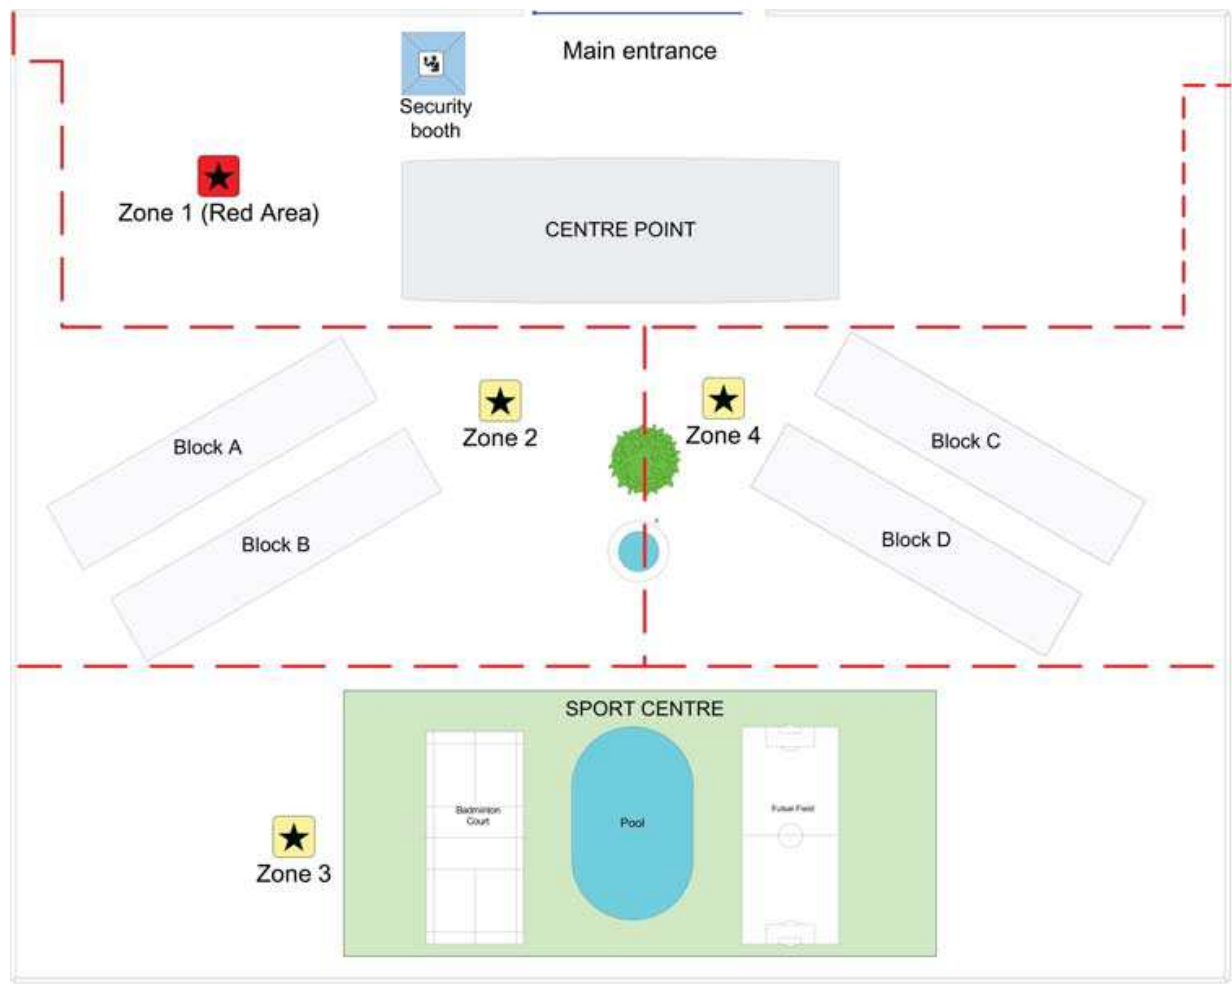 Main entrance
Security
booth
Zone 1 (Red Area)
CENTRE POINT
Zone 2
Zone 4
Block A
Block B
Block C
Block D
SPORT CENTRE
Badminton
Court
Pool
Futsal Field
Zone 3